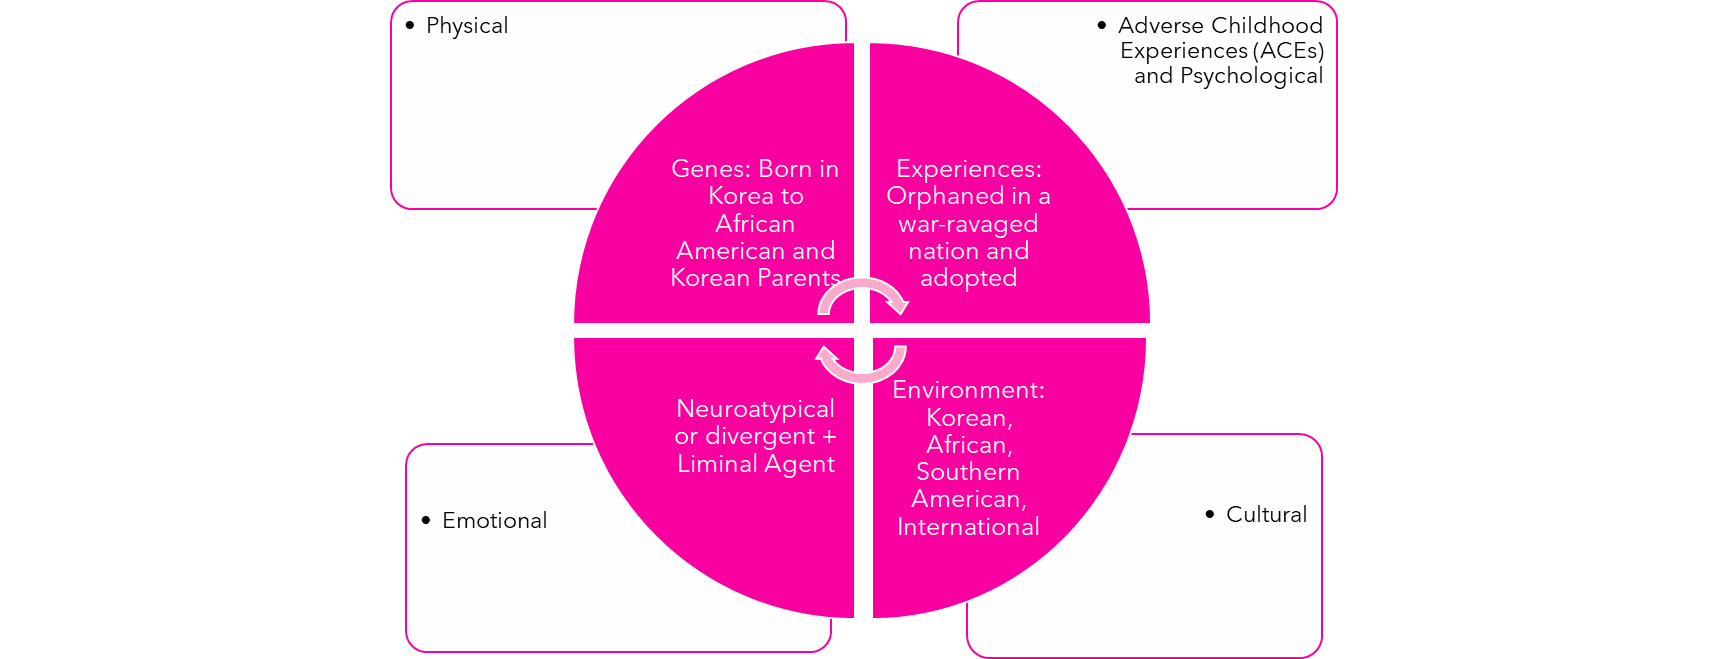 • Physical
• Adverse Childhood
Experiences (ACEs)
and Psychological
Genes: Born in
Korea to
African
American and
Korean Parents
Experiences:
Orphaned in a
war-ravaged
nation and
adopted
Neuroatypical
or divergent +
Liminal Agent
Environment:
Korean,
African,
Southern
American,
International
• Emotional
• Cultural